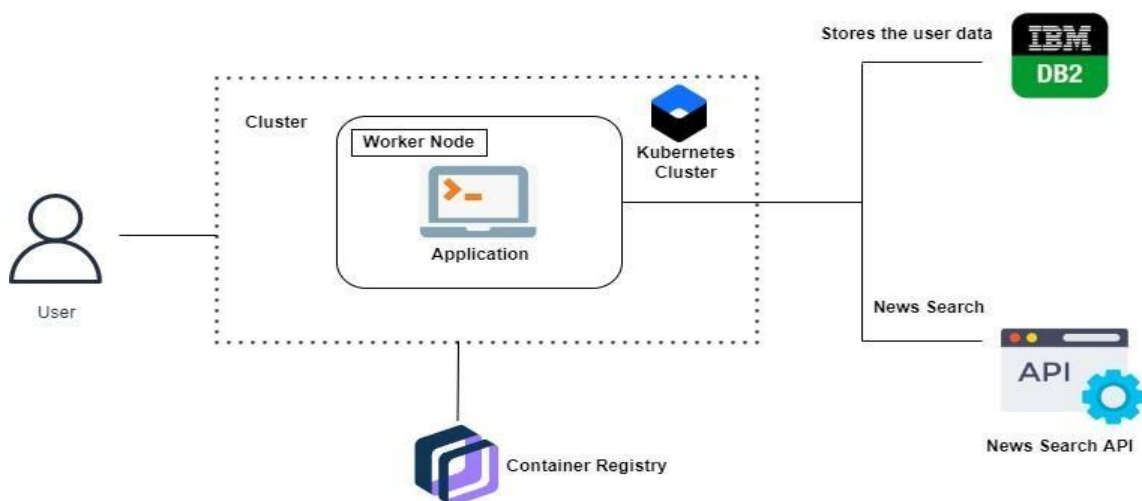 Stores the user data
IBM
DB2
Cluster
Worker Node
Kubernetes
Cluster
Application
User
News Search
API
Container Registry
News Search API